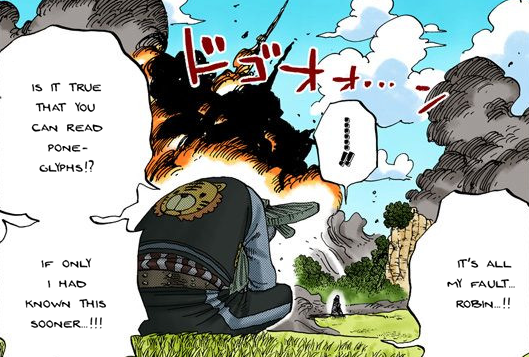 ドゴオォ...ン
IS IT TRUE
THAT YOU
CAN READ
PONE-
GLYPHS!?
........!!
IF ONLY
I HAD
KNOWN THIS
SOONER...!!!
IT'S ALL
MY FAULT...
ROBIN...!!